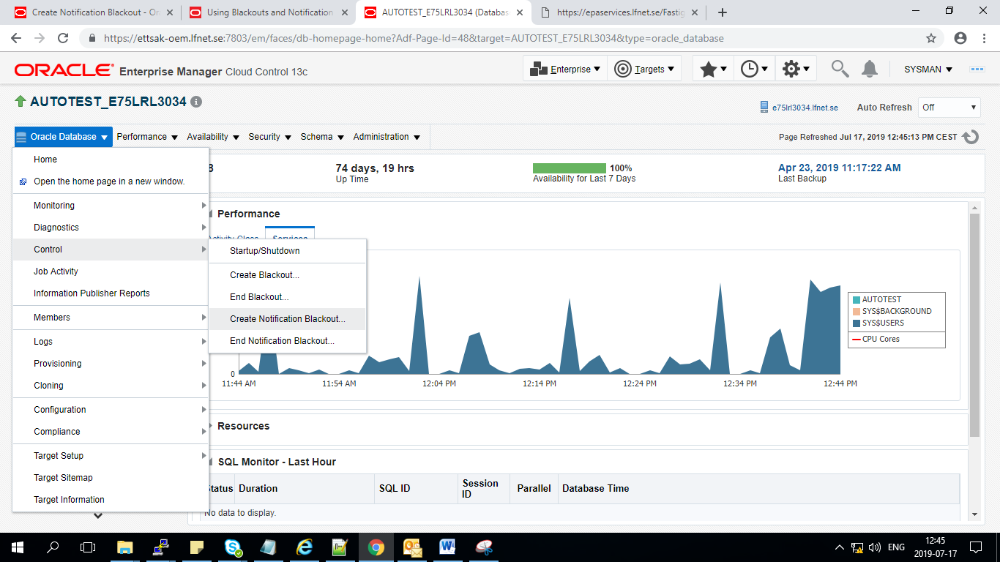 Create Notification Blackout - On
Using Blackouts and Notification
AUTOTEST_E75LRL3034 (Databas
https://epaservices.lfnet.se/Fastig
https://ettsak-oem.lfnet.se:7803/em/faces/db-homepage-home?Adf-Page-Id=48&target=AUTOTEST_E75LRL3034&type=oracle_database
ORACLE Enterprise Manager Cloud Control 13c
Enterprise
Targets
SYSMAN
AUTOTEST_E75LRL3034
e75lrl3034.lfnet.se
Auto Refresh Off
Oracle Database Performance Availability Security Schema Administration
Page Refreshed Jul 17, 2019 12:45:13 PM CEST
Home
Open the home page in a new window.
Monitoring
Diagnostics
Control
Job Activity
Information Publisher Reports
Members
Logs
Provisioning
Cloning
Configuration
Compliance
Target Setup
Target Sitemap
Target Information
Startup/Shutdown
Create Blackout...
End Blackout...
Create Notification Blackout...
End Notification Blackout...
74 days, 19 hrs
Up Time
100%
Availability for Last 7 Days
Apr 23, 2019 11:17:22 AM
Last Backup
Performance
Activity Class Services
AUTOTEST
SYS$BACKGROUND
SYS$USERS
CPU Cores
0
11:44 AM 11:54 AM 12:04 PM 12:14 PM 12:24 PM 12:34 PM 12:44 PM
Resources
SQL Monitor - Last Hour
Status Duration SQL ID Session ID Parallel Database Time
No data to display.
ENG
12:45
2019-07-17